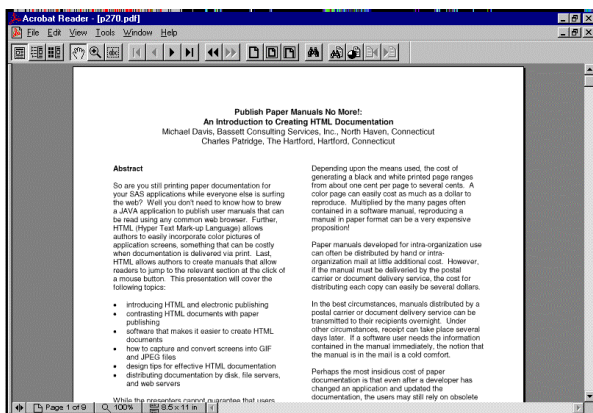 Acrobat Reader - [p270.pdf]
File Edit View Tools Window Help
Publish Paper Manuals No More!:
An Introduction to Creating HTML Documentation
Michael Davis, Bassett Consulting Services, Inc., North Haven, Connecticut
Charles Patridge, The Hartford, Hartford, Connecticut
Abstract
So are you still printing paper documentation for
your SAS applications while everyone else is surfing
the web? Well you don't need to know how to brew
a JAVA application to publish user manuals that can
be read using any common web browser. Further,
HTML (Hyper Text Mark-up Language) allows
authors to easily incorporate color pictures of
application screens, something that can be costly
when documentation is delivered via print. Last,
HTML allows authors to create manuals that allow
readers to jump to the relevant section at the click of
a mouse button. This presentation will cover the
following topics:
• introducing HTML and electronic publishing
• contrasting HTML documents with paper
publishing
• software that makes it easier to create HTML
documents
• how to capture and convert screens into GIF
and JPEG files
• design tips for effective HTML documentation
• distributing documentation by disk, file servers,
and web servers
While the presenters cannot guarantee that users
Depending upon the means used, the cost of
generating a black and white printed page ranges
from about one cent per page to several cents. A
color page can easily cost as much as a dollar to
reproduce. Multiplied by the many pages often
contained in a software manual, reproducing a
manual in paper format can be a very expensive
proposition!
Paper manuals developed for intra-organization use
can often be distributed by hand or intra-
organization mail at little additional cost. However,
if the manual must be deliveried by the postal
carrier or document delivery service, the cost for
distributing each copy can easily be several dollars.
In the best circumstances, manuals distributed by a
postal carrier or document delivery service can be
transmitted to their recipients overnight. Under
other circumstances, receipt can take place several
days later. If a software user needs the information
contained in the manual immediately, the notion that
the manual is in the mail is a cold comfort.
Perhaps the most insidious cost of paper
documentation is that even after a developer has
changed an application and updated the
documentation, the users may still rely on obsolete
Page 1 of 9 100% 8.5 x 11 in